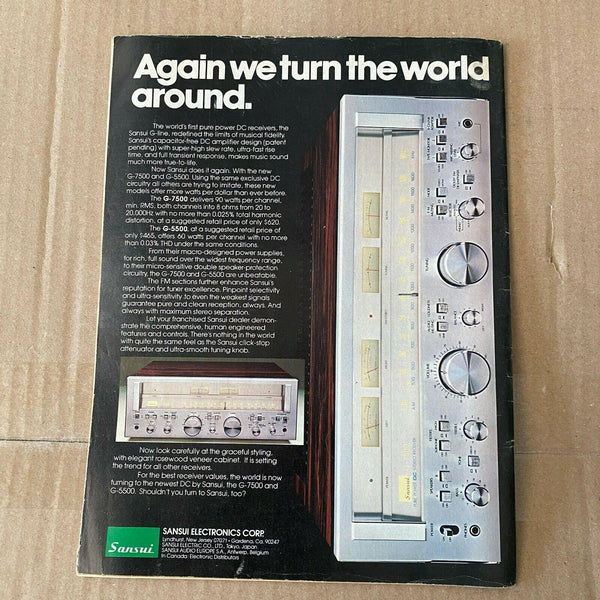 Again we turn the world
around.
The world's first pure power DC receivers, the
Sansui G-line, redefined the limits of musical fidelity.
Sansui's capacitor-free DC amplifier design (patent
pending) with super-high slew rate, ultra-fast rise
time, and full transient response, makes music sound
much more true-to-life.
Now Sansui does it again. With the new
G-7500 and G-5500. Using the same exclusive DC
circuitry all others are trying to imitate, these new
models offer more watts per dollar than ever before.
The G-7500 delivers 90 watts per channel,
min. RMS, both channels into 8 ohms from 20 to
20,000Hz with no more than 0.025% total harmonic
distortion, at a suggested retail price of only $620.
The G-5500, at a suggested retail price of
only $465, offers 60 watts per channel with no more
than 0.03% THD under the same conditions.
From their macro-designed power supplies,
for rich, full sound over the widest frequency range,
to their micro-sensitive double speaker-protection
circuitry, the G-7500 and G-5500 are unbeatable.
The FM sections further enhance Sansui's
reputation for tuner excellence. Pinpoint selectivity
and ultra-sensitivity to even the weakest signals
guarantee pure and clean reception, always. And
always with maximum stereo separation.
Let your franchised Sansui dealer demon-
strate the comprehensive, human engineered
features and controls. There's nothing in the world
with quite the same feel as the Sansui click-stop
attenuator and ultra-smooth tuning knob.
Now look carefully at the graceful styling,
with elegant rosewood veneer cabinet. It is setting
the trend for all other receivers.
For the best receiver values, the world is now
turning to the newest DC by Sansui, the G-7500 and
G-5500. Shouldn't you turn to Sansui, too?
Sansui
SANSUI ELECTRONICS CORP.
Lyndhurst, New Jersey 07071 • Gardena, Ca. 90247
SANSUI ELECTRIC CO., LTD., Tokyo, Japan
SANSUI AUDIO EUROPE S.A., Antwerp, Belgium
In Canada: Electronic Distributors
TUNING
VOLUME
Sansui